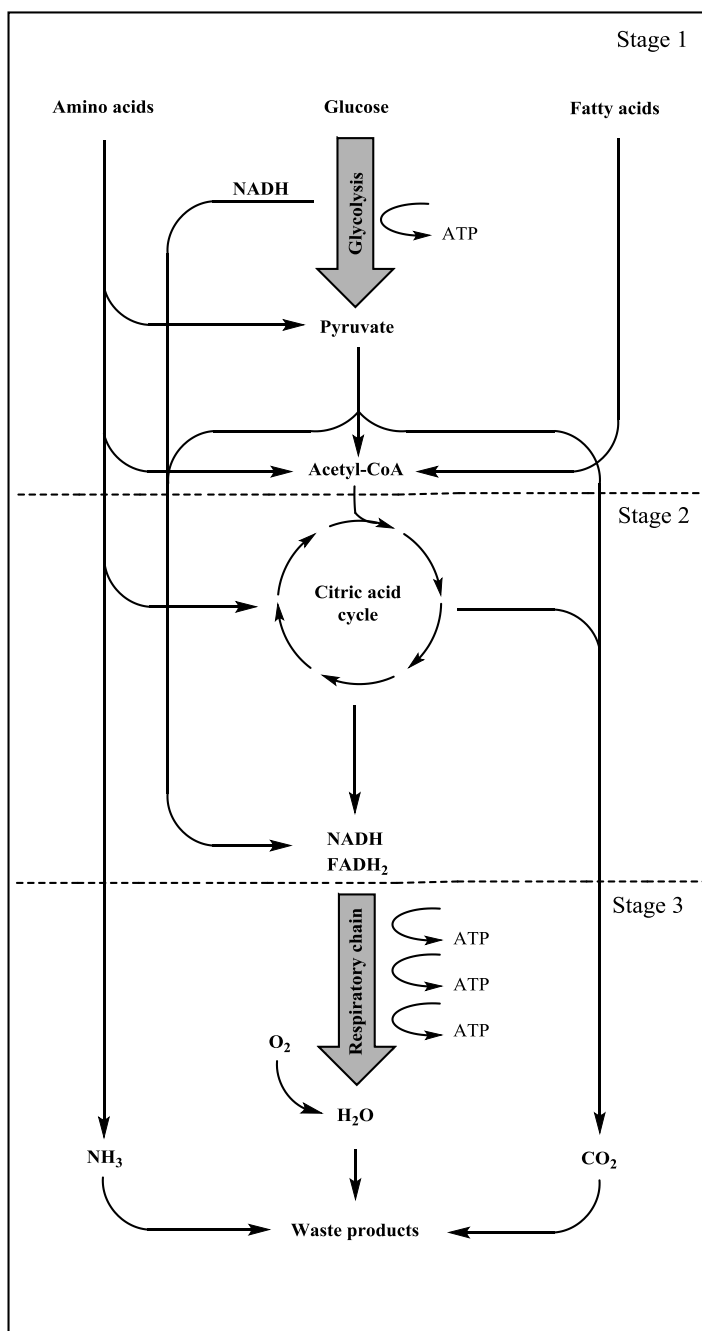 Stage 1
Amino acids
Glucose
Fatty acids
NADH
Glycolysis
ATP
Pyruvate
Acetyl-CoA
Stage 2
Citric acid
cycle
NADH
FADH₂
Stage 3
Respiratory chain
ATP
ATP
ATP
O₂
H₂O
NH₃
CO₂
Waste products